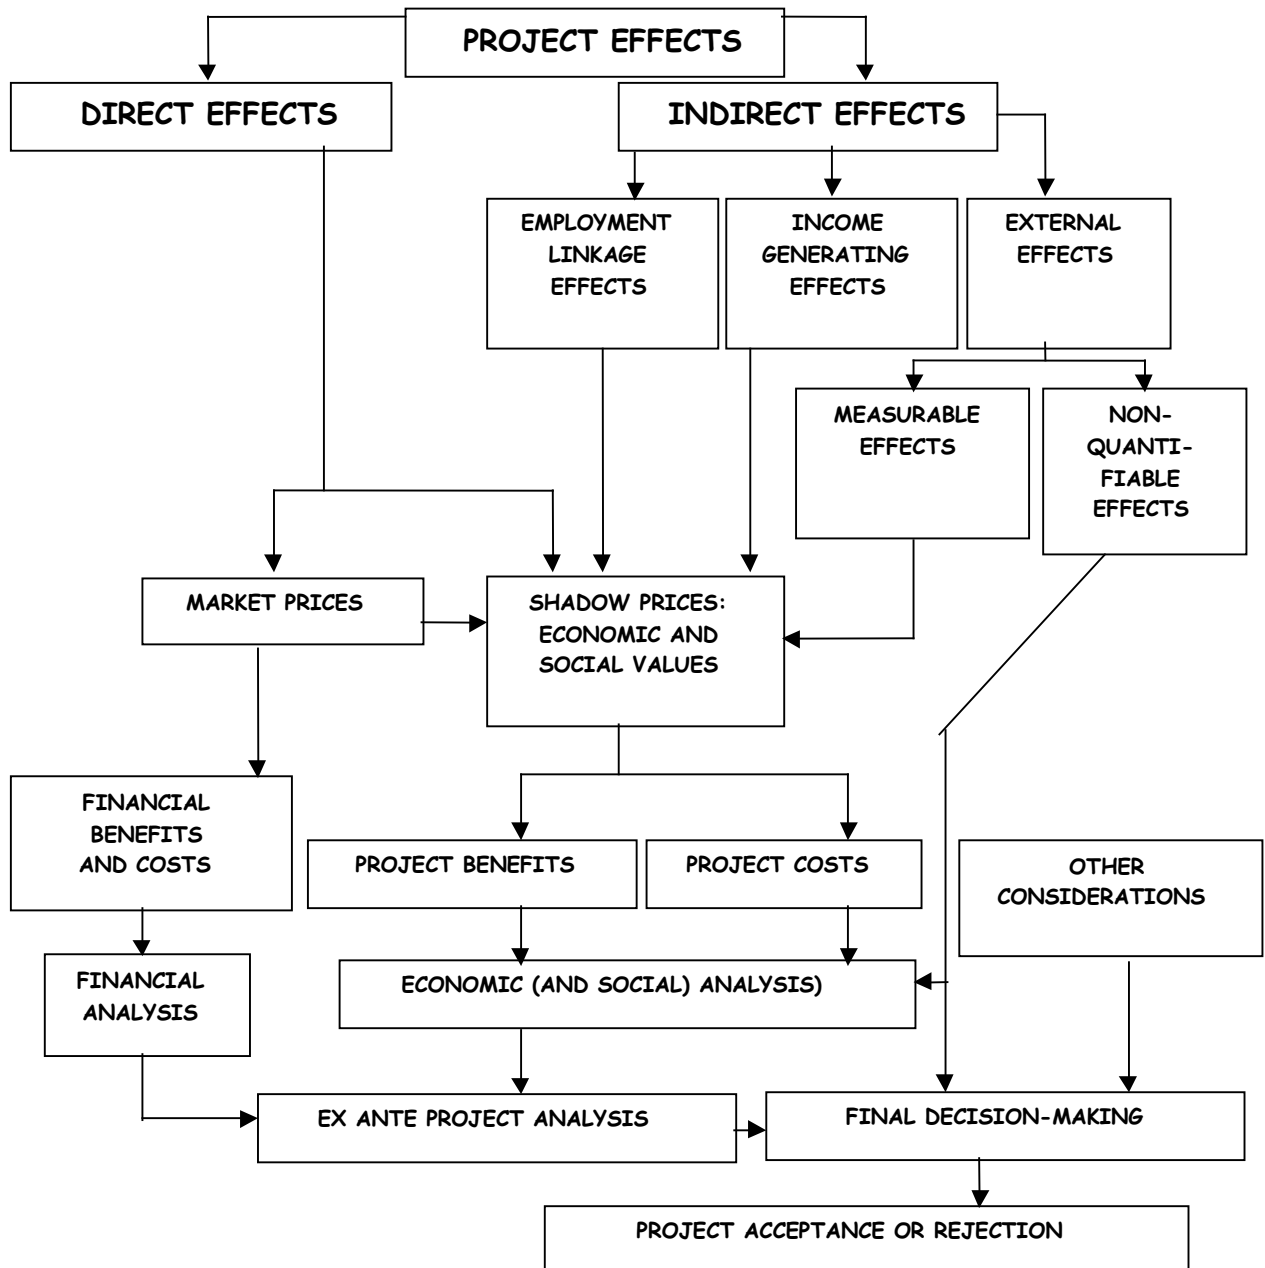 PROJECT EFFECTS
DIRECT EFFECTS
INDIRECT EFFECTS
EMPLOYMENT
LINKAGE
EFFECTS
INCOME
GENERATING
EFFECTS
EXTERNAL
EFFECTS
MEASURABLE
EFFECTS
NON-
QUANTI-
FIABLE
EFFECTS
MARKET PRICES
SHADOW PRICES:
ECONOMIC AND
SOCIAL VALUES
FINANCIAL
BENEFITS
AND COSTS
PROJECT BENEFITS
PROJECT COSTS
OTHER
CONSIDERATIONS
FINANCIAL
ANALYSIS
ECONOMIC (AND SOCIAL) ANALYSIS)
EX ANTE PROJECT ANALYSIS
FINAL DECISION-MAKING
PROJECT ACCEPTANCE OR REJECTION